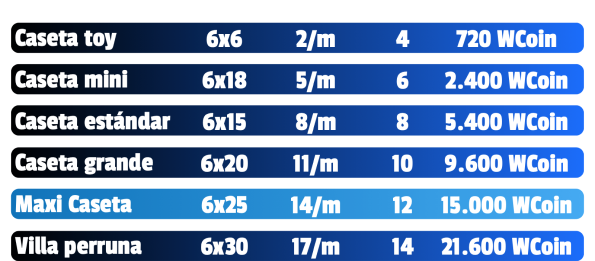 Caseta toy 6x6 2/m 4 720 WCoin
Caseta mini 6x18 5/m 6 2.400 WCoin
Caseta estándar 6x15 8/m 8 5.400 WCoin
Caseta grande 6x20 11/m 10 9.600 WCoin
Maxi Caseta 6x25 14/m 12 15.000 WCoin
Villa perruna 6x30 17/m 14 21.600 WCoin